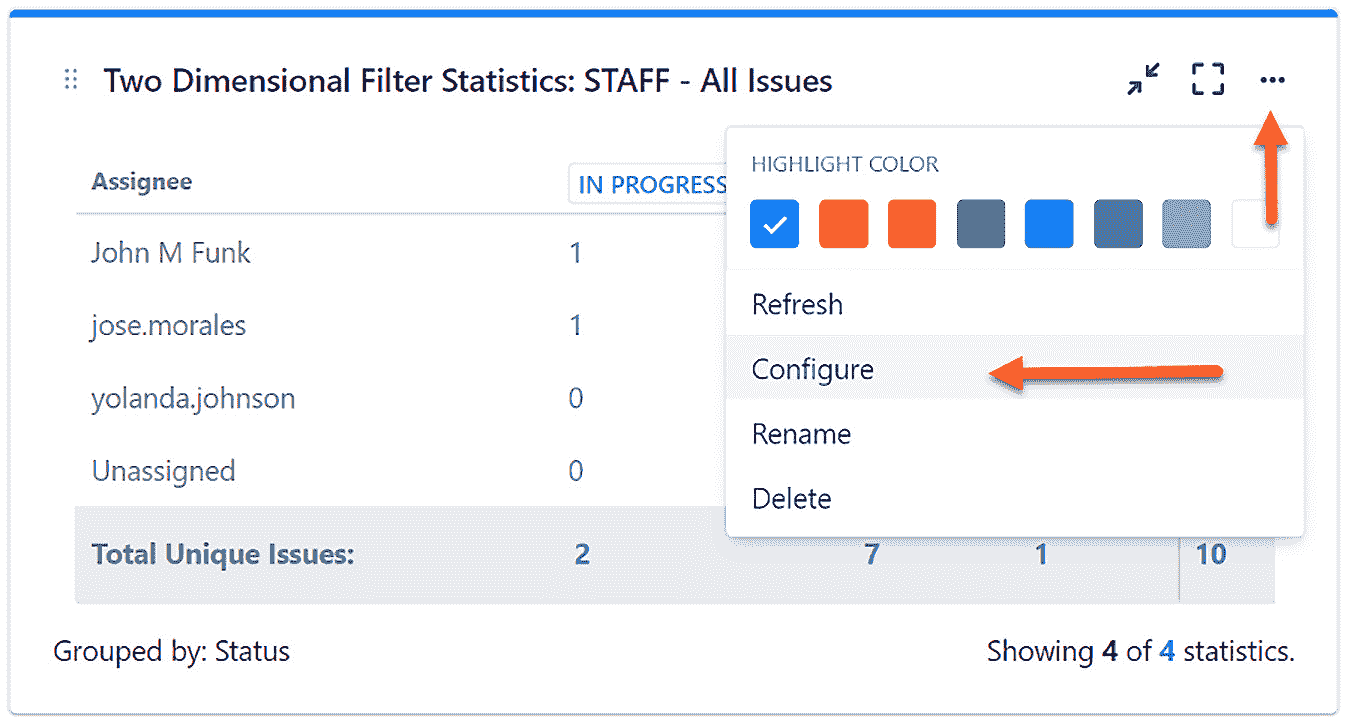 Two Dimensional Filter Statistics: STAFF - All Issues
HIGHLIGHT COLOR
Assignee IN PROGRESS
John M Funk 1
Refresh
jose.morales 1
Configure
yolanda.johnson 0
Rename
Unassigned 0
Delete
Total Unique Issues: 2 7 1 10
Grouped by: Status Showing 4 of 4 statistics.